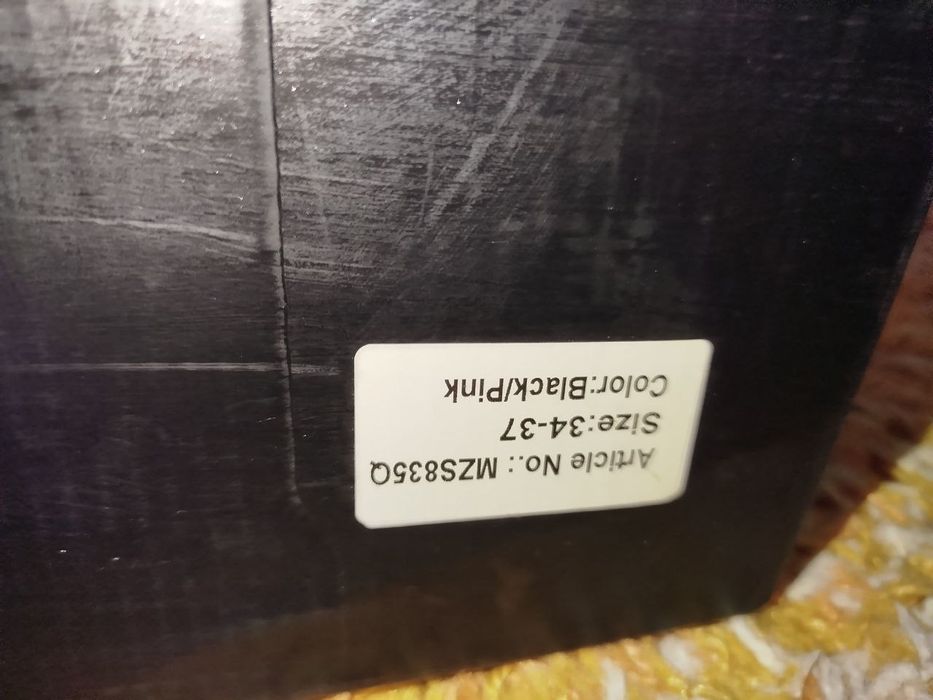 Article No.: MZS835Q
Size:34-37
Color:Black/Pink